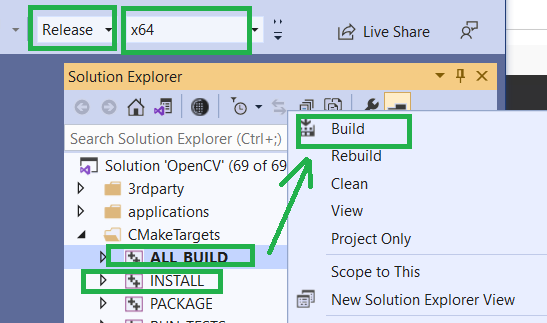 Release
x64
Live Share
Solution Explorer
Search Solution Explorer (Ctrl+;)
Solution 'OpenCV' (69 of 69
3rdparty
applications
CMakeTargets
ALL_BUILD
INSTALL
PACKAGE
RUN_TESTS
Build
Rebuild
Clean
View
Project Only
Scope to This
New Solution Explorer View